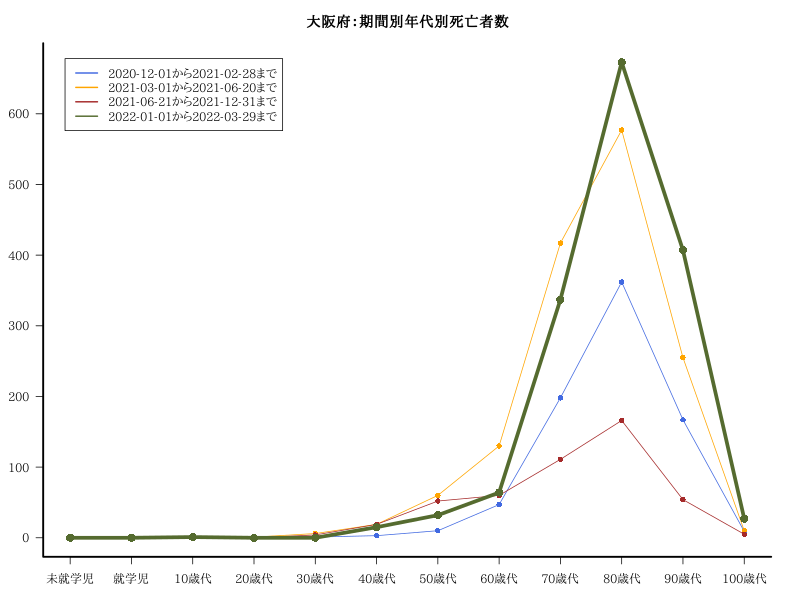 大阪府：期間別年代別死亡者数
2020-12-01から2021-02-28まで
2021-03-01から2021-06-20まで
2021-06-21から2021-12-31まで
2022-01-01から2022-03-29まで
600
500
400
300
200
100
0
未就学児 就学児 10歳代 20歳代 30歳代 40歳代 50歳代 60歳代 70歳代 80歳代 90歳代 100歳代